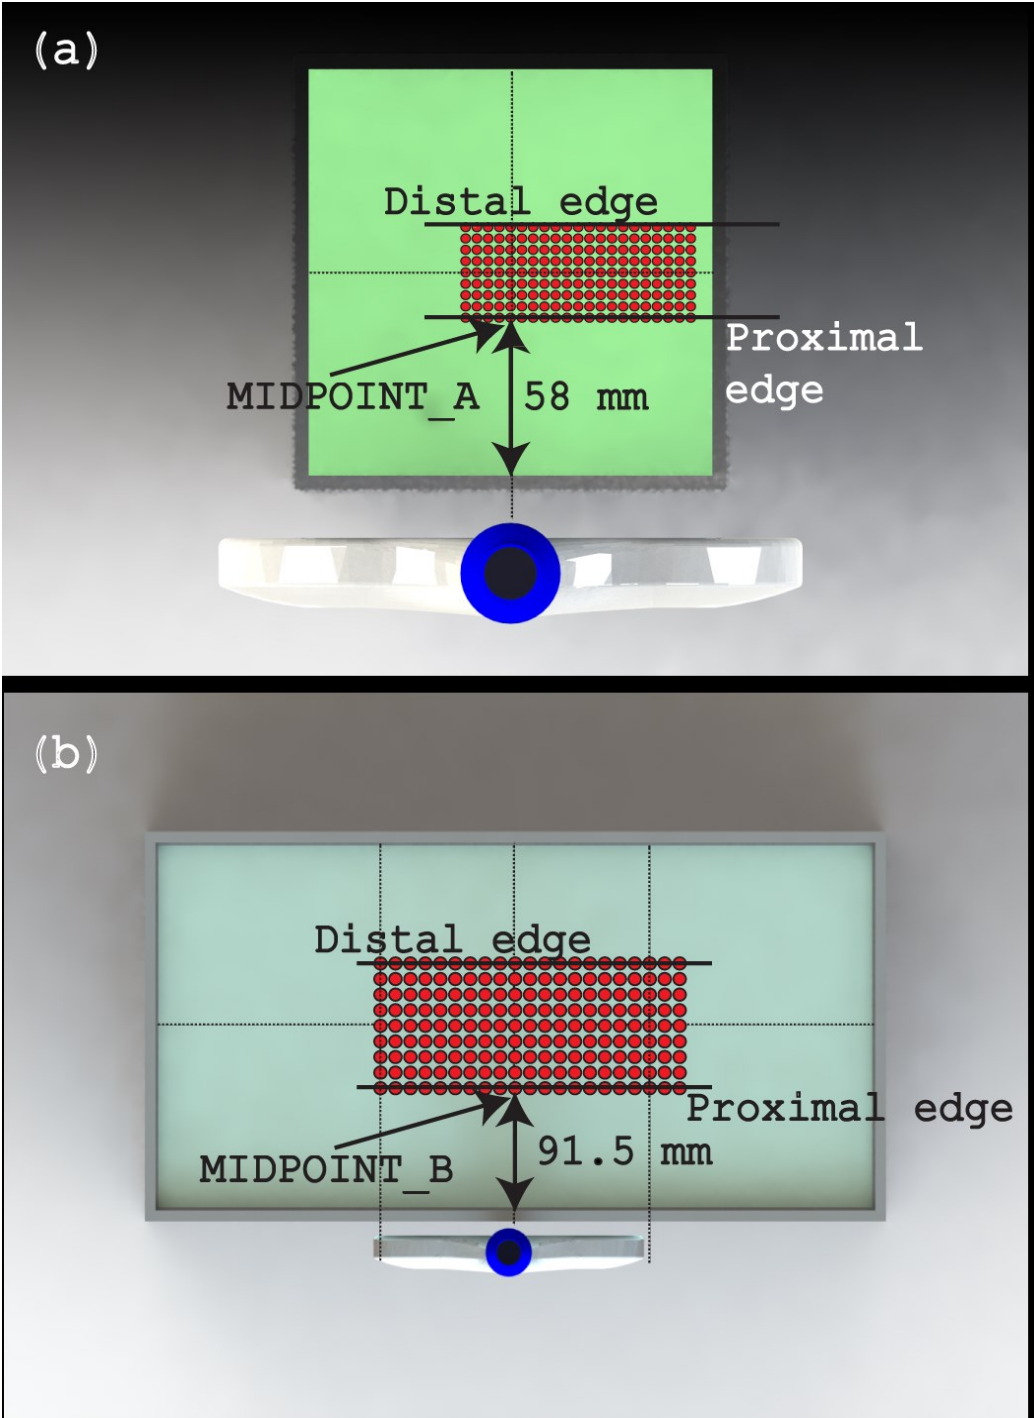 (a)
Distal edge
Proximal
edge
MIDPOINT_A
58 mm
(b)
Distal edge
Proximal edge
91.5 mm
MIDPOINT_B